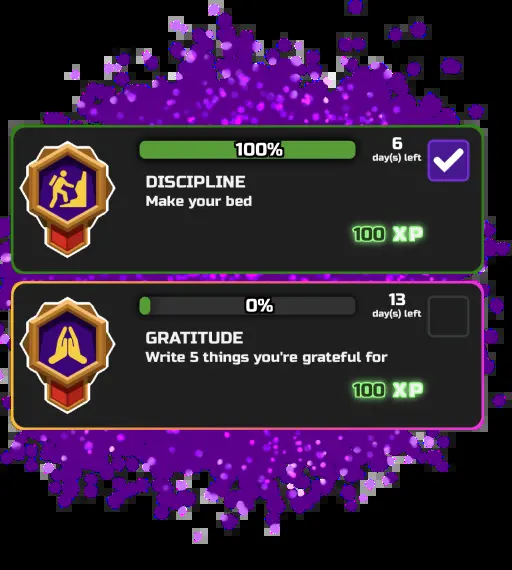 100%
6
day(s) left
DISCIPLINE
Make your bed
100 XP
0%
13
day(s) left
GRATITUDE
Write 5 things you're grateful for
100 XP